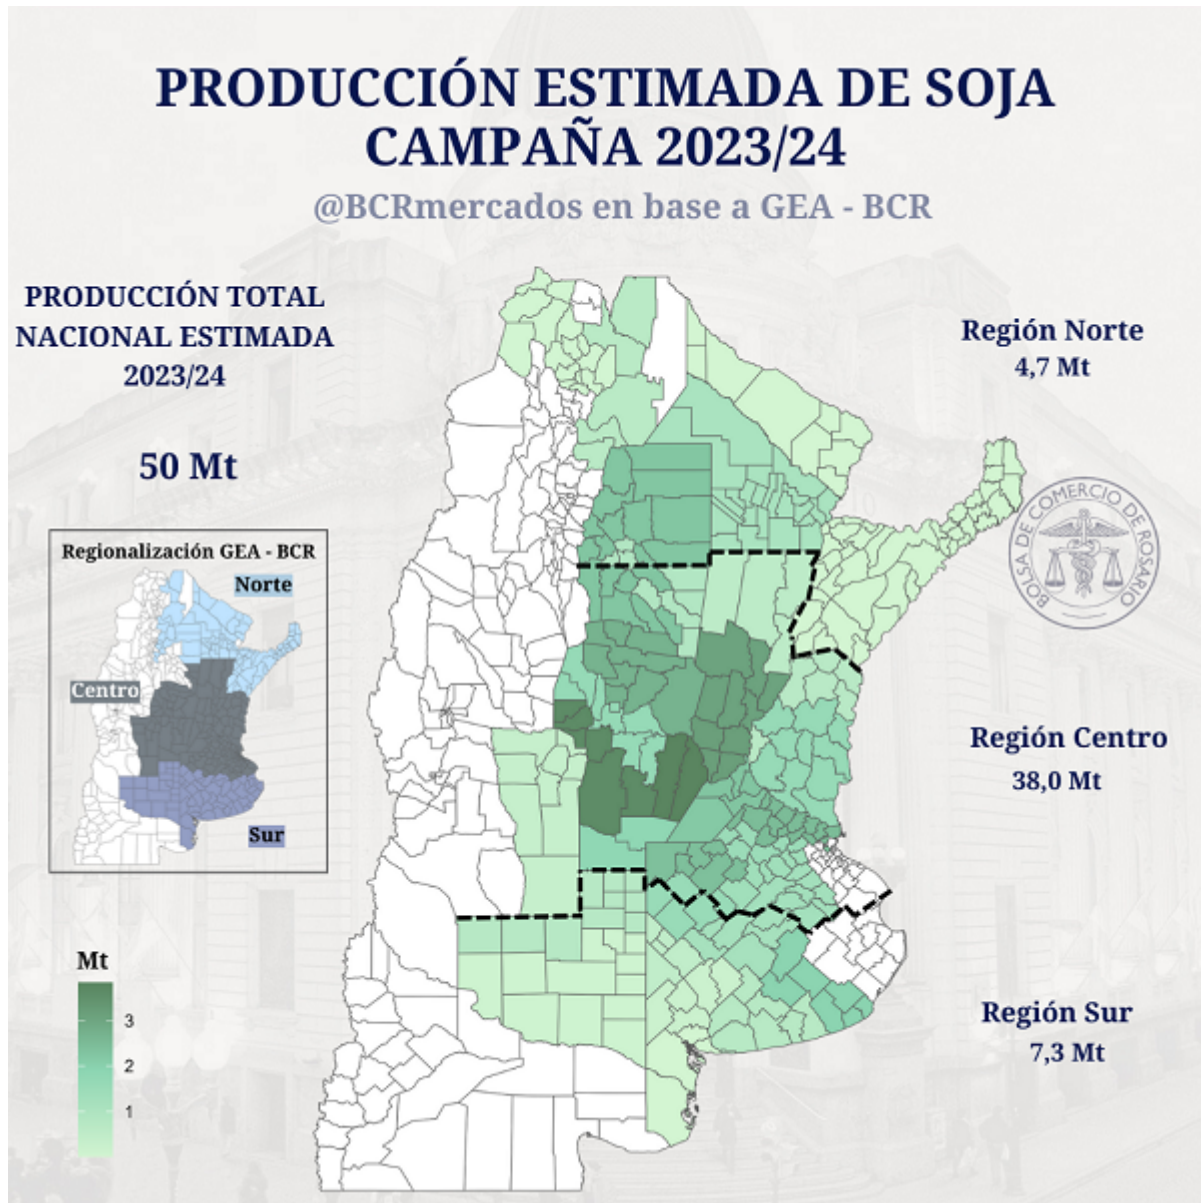 PRODUCCIÓN ESTIMADA DE SOJA
CAMPAÑA 2023/24
@BCRmercados en base a GEA - BCR
PRODUCCIÓN TOTAL
NACIONAL ESTIMADA
2023/24
50 Mt
Región Norte
4,7 Mt
BOLSA DE COMERCIO DE ROSARIO
Regionalización GEA - BCR
Norte
Centro
Sur
Región Centro
38,0 Mt
Mt
3
2
1
Región Sur
7,3 Mt